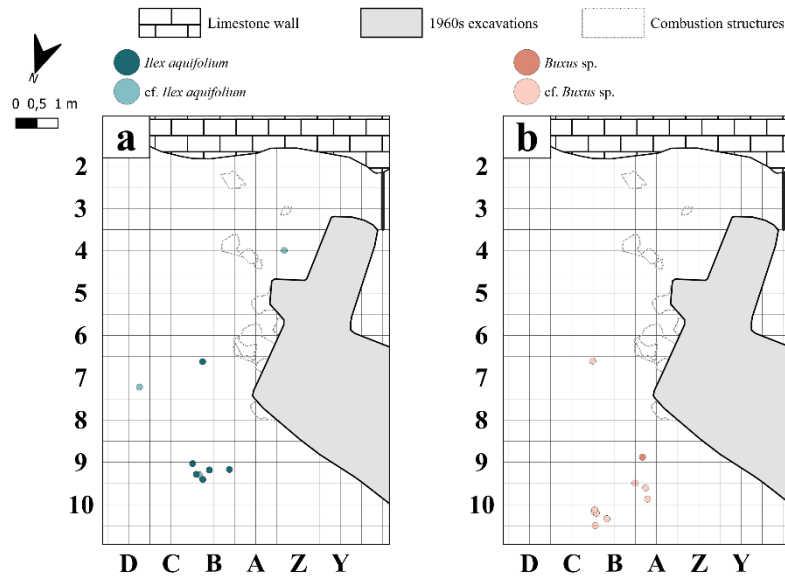 Limestone wall
1960s excavations
Combustion structures
Ilex aquifolium
cf. Ilex aquifolium
Buxus sp.
cf. Buxus sp.
N
0 0,5 1 m
a
2
3
4
5
6
7
8
9
10
D C B A Z Y
b
2
3
4
5
6
7
8
9
10
D C B A Z Y